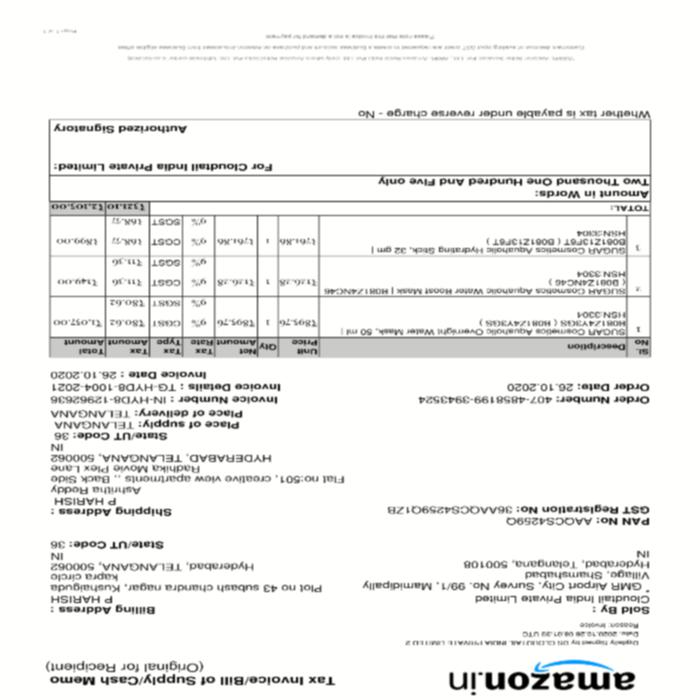 amazon.in
Tax Invoice/Bill of Supply/Cash Memo
(Original for Recipient)
Digitally Signed by DS CLOUDTAIL INDIA PRIVATE LIMITED 2
Date: 2020.10.26 08:01:39 UTC
Reason: Invoice
Sold By :
Cloudtail India Private Limited
* GMR Airport City, Survey No. 99/1, Mamidipally
Village, Shamshabad
Hyderabad, Telangana, 500108
IN
Billing Address :
P HARISH
Plot no 43 subash chandra nagar, Kushaiguda
kapra circlo
Hyderabad, TELANGANA, 500062
IN
State/UT Code: 36
PAN No: AAQCS4259Q
GST Registration No: 36AAQCS4259Q1ZB
Shipping Address :
P HARISH
Ashritha Reddy
Flat no:501, creative view apartments ,, Back Side
Radhika Movie Plex Lane
HYDERABAD, TELANGANA, 500062
IN
State/UT Code: 36
Place of supply: TELANGANA
Place of delivery: TELANGANA
Order Number: 407-4858199-3943524
Order Date: 26.10.2020
Invoice Number : IN-HYD8-12962636
Invoice Details : TG-HYD8-1004-2021
Invoice Date : 26.10.2020
Sl. No Description Unit Price Qty Net Amount Tax Rate Tax Type Tax Amount Total Amount
1 SUGAR Cosmetics Aquaholic Overnight Water Mask, 50 ml | ₹895.76 1 ₹895.76 9% CGST ₹80.62 ₹1,057.00
HSN:3304 9% SGST ₹80.62
2 SUGAR Cosmetics Aquaholic Water Boost Mask | B081Z4NC46 ₹126.28 1 ₹126.28 9% CGST ₹11.36 ₹149.00
( B081Z4NC46 )
HSN:3304 9% SGST ₹11.36
3 SUGAR Cosmetics Aquaholic Hydrating Stick, 32 gm | ₹761.86 1 ₹761.86 9% CGST ₹68.57 ₹899.00
B081Z13F6T ( B081Z13F6T )
HSN:3304 9% SGST ₹68.57
TOTAL: ₹321.10 ₹2,105.00
Amount in Words:
Two Thousand One Hundred And Five only
For Cloudtail India Private Limited:
Authorized Signatory
Whether tax is payable under reverse charge - No
Please note that this invoice is not a demand for payment
Page 1 of 1